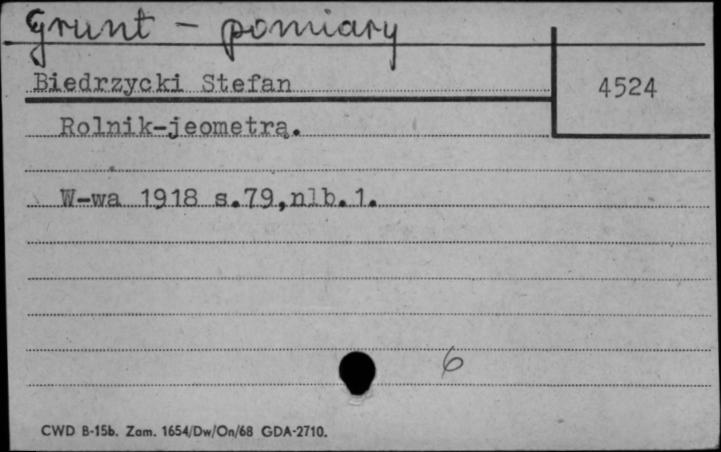 Grunt - pomiary
Biedrzycki Stefan
4524
Rolnik-jeometrą.
W-wa 1918 s.79,nlb.1.
6
CWD B-15b. Zam. 1654/Dw/On/68 GDA-2710.